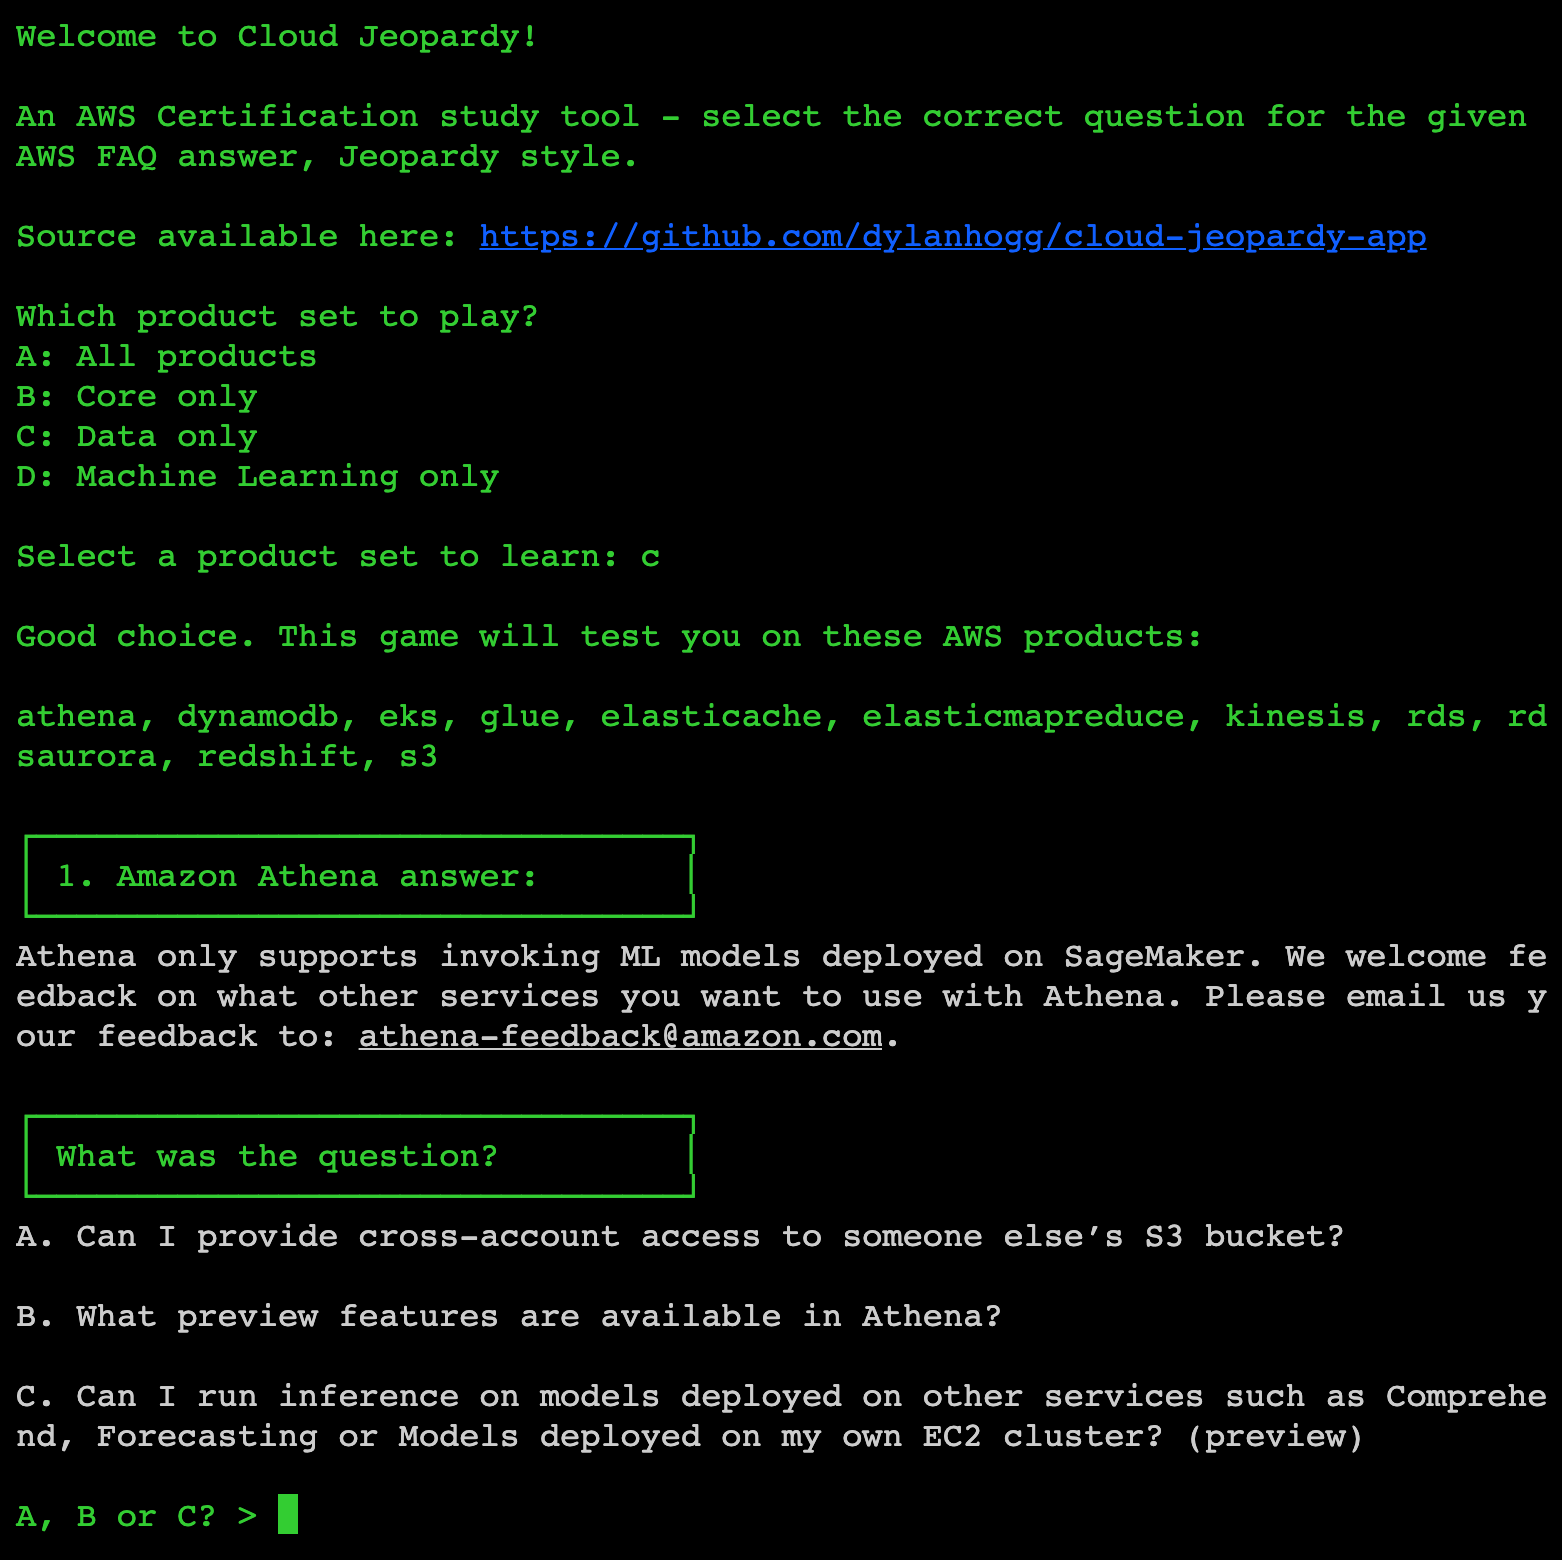 Welcome to Cloud Jeopardy!
An AWS Certification study tool - select the correct question for the given
AWS FAQ answer, Jeopardy style.
Source available here: https://github.com/dylanhogg/cloud-jeopardy-app
Which product set to play?
A: All products
B: Core only
C: Data only
D: Machine Learning only
Select a product set to learn: c
Good choice. This game will test you on these AWS products:
athena, dynamodb, eks, glue, elasticache, elasticmapreduce, kinesis, rds, rd
saurora, redshift, s3
1. Amazon Athena answer:
Athena only supports invoking ML models deployed on SageMaker. We welcome fe
edback on what other services you want to use with Athena. Please email us y
our feedback to: athena-feedback@amazon.com.
What was the question?
A. Can I provide cross-account access to someone else’s S3 bucket?
B. What preview features are available in Athena?
C. Can I run inference on models deployed on other services such as Comprehe
nd, Forecasting or Models deployed on my own EC2 cluster? (preview)
A, B or C? >